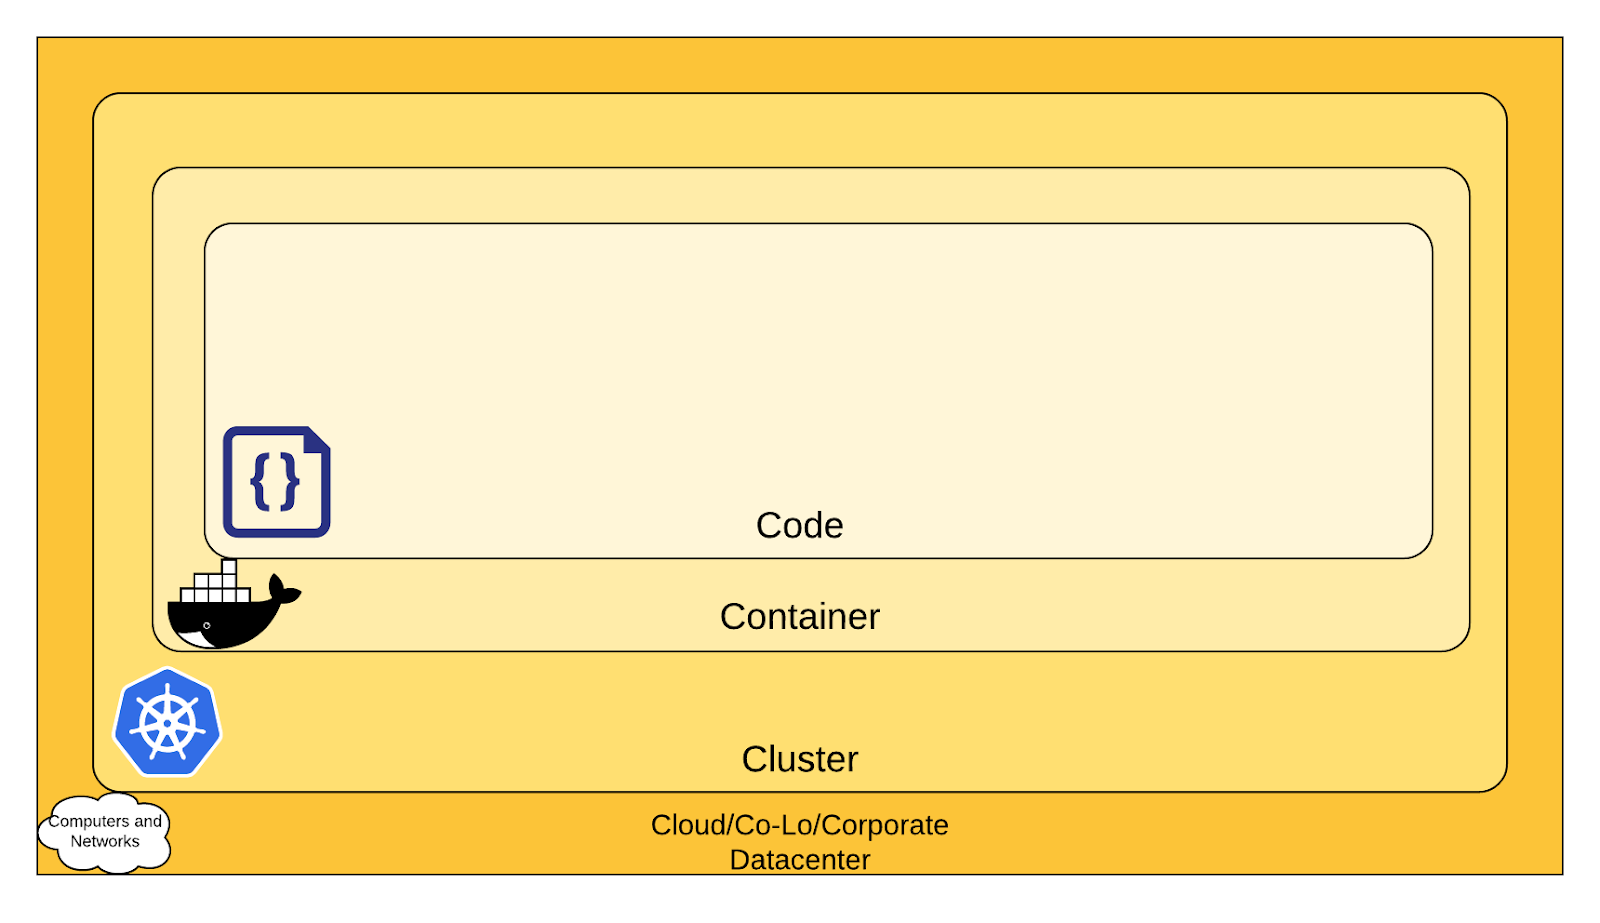 {}
Code
Container
Cluster
Computers and
Networks
Cloud/Co-Lo/Corporate
Datacenter